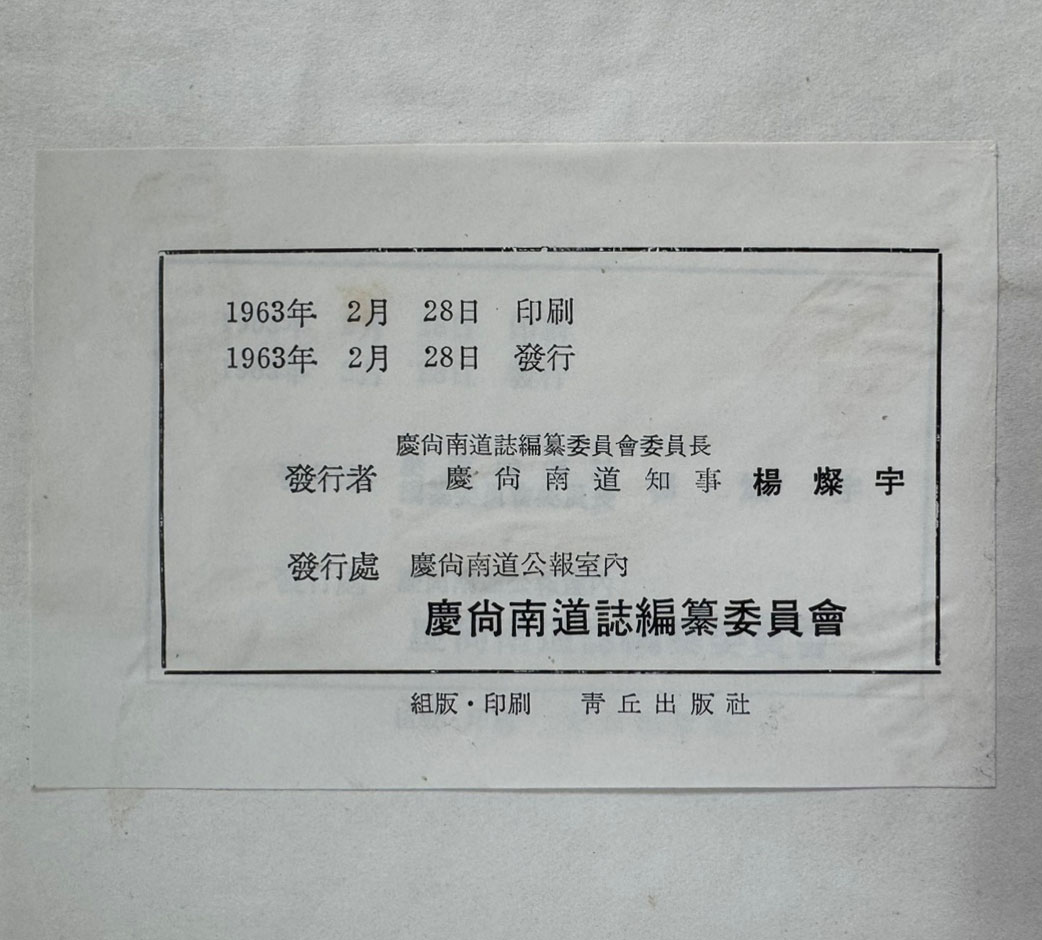 1963年 2月 28日 印刷
1963年 2月 28日 發行
慶尙南道誌編纂委員會委員長
發行者 慶尙南道知事 楊燦宇
發行處 慶尙南道公報室內
慶尙南道誌編纂委員會
組版・印刷 靑丘出版社